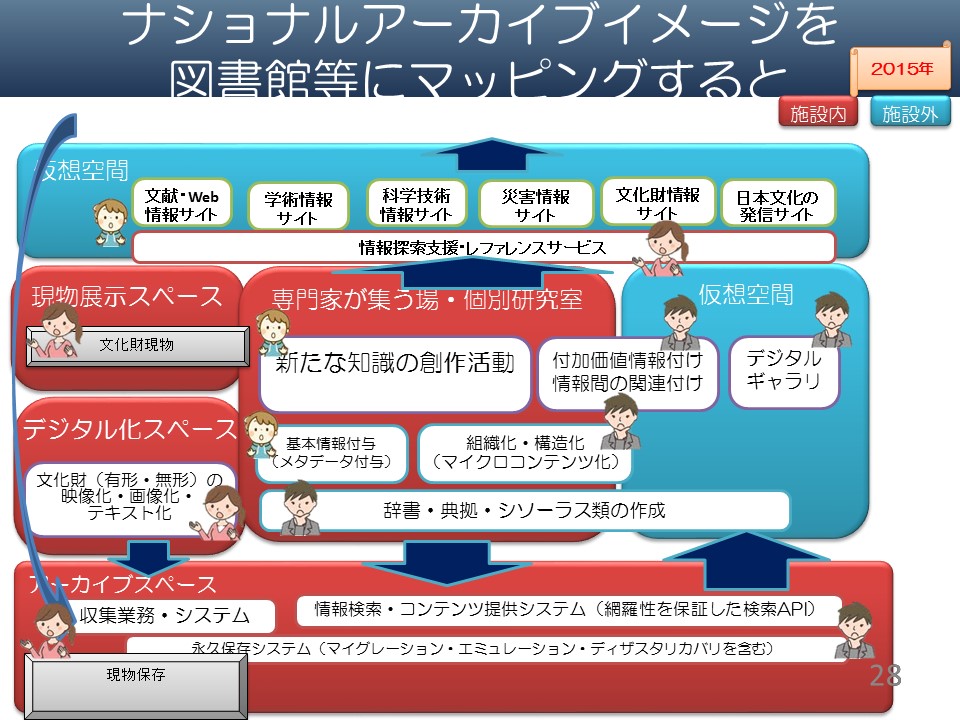 ナショナルアーカイブイメージを
図書館等にマッピングすると
2015年
施設内
施設外
仮想空間
文献・Web
情報サイト
学術情報
サイト
科学技術
情報サイト
災害情報
サイト
文化財情報
サイト
日本文化の
発信サイト
情報探索支援・レファレンスサービス
現物展示スペース
文化財現物
専門家が集う場・個別研究室
仮想空間
新たな知識の創作活動
付加価値情報付け
情報間の関連付け
デジタル
ギャラリ
デジタル化スペース
文化財（有形・無形）の
映像化・画像化・
テキスト化
基本情報付与
（メタデータ付与）
組織化・構造化
（マイクロコンテンツ化）
辞書・典拠・シソーラス類の作成
アーカイブスペース
収集業務・システム
情報検索・コンテンツ提供システム（網羅性を保証した検索API）
永久保存システム（マイグレーション・エミュレーション・ディザスタリカバリを含む）
現物保存
28